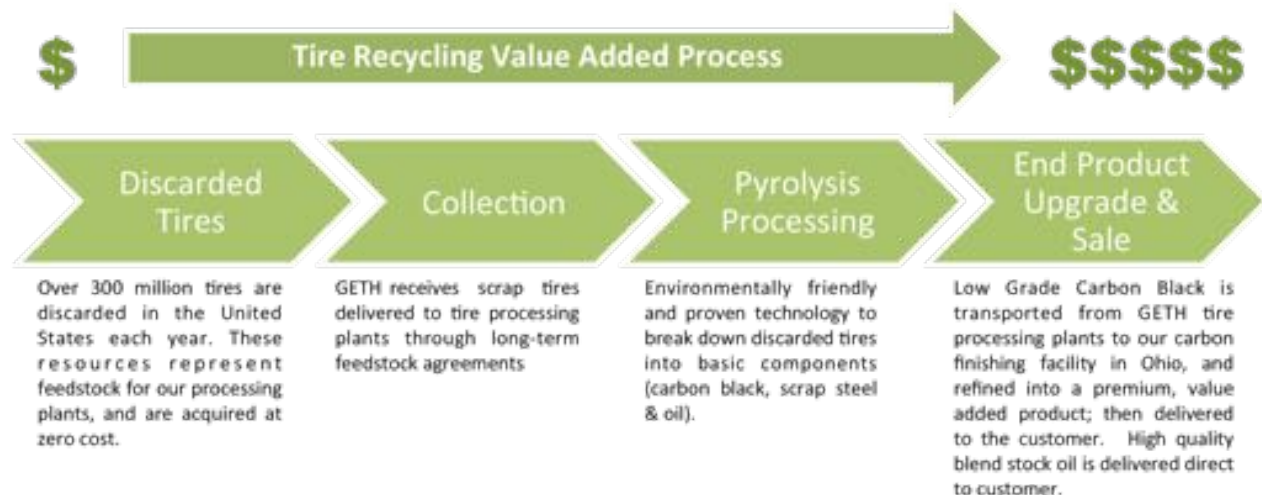 $
Tire Recycling Value Added Process
$$$$$
Discarded
Tires
Collection
Pyrolysis
Processing
End Product
Upgrade &
Sale
Over 300 million tires are
discarded in the United
States each year. These
resources represent
feedstock for our processing
plants, and are acquired at
zero cost.
GETH receives scrap tires
delivered to tire processing
plants through long-term
feedstock agreements
Environmentally friendly
and proven technology to
break down discarded tires
into basic components
(carbon black, scrap steel
& oil).
Low Grade Carbon Black is
transported from GETH tire
processing plants to our carbon
finishing facility in Ohio, and
refined into a premium, value
added product; then delivered
to the customer. High quality
blend stock oil is delivered direct
to customer.